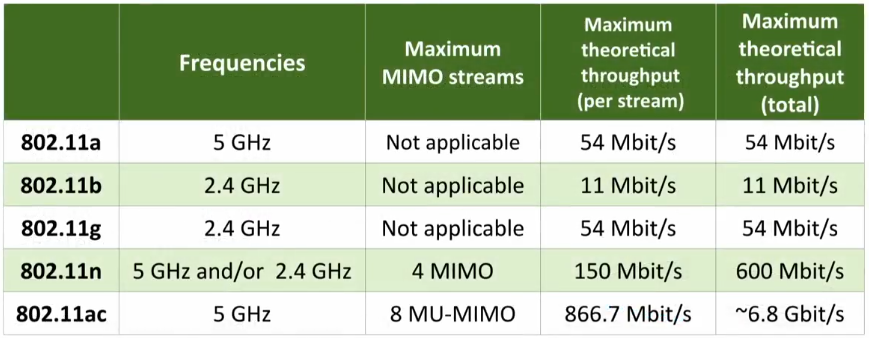 Frequencies
Maximum
MIMO streams
Maximum
theoretical
throughput
(per stream)
Maximum
theoretical
throughput
(total)
802.11a 5 GHz Not applicable 54 Mbit/s 54 Mbit/s
802.11b 2.4 GHz Not applicable 11 Mbit/s 11 Mbit/s
802.11g 2.4 GHz Not applicable 54 Mbit/s 54 Mbit/s
802.11n 5 GHz and/or 2.4 GHz 4 MIMO 150 Mbit/s 600 Mbit/s
802.11ac 5 GHz 8 MU-MIMO 866.7 Mbit/s ~6.8 Gbit/s